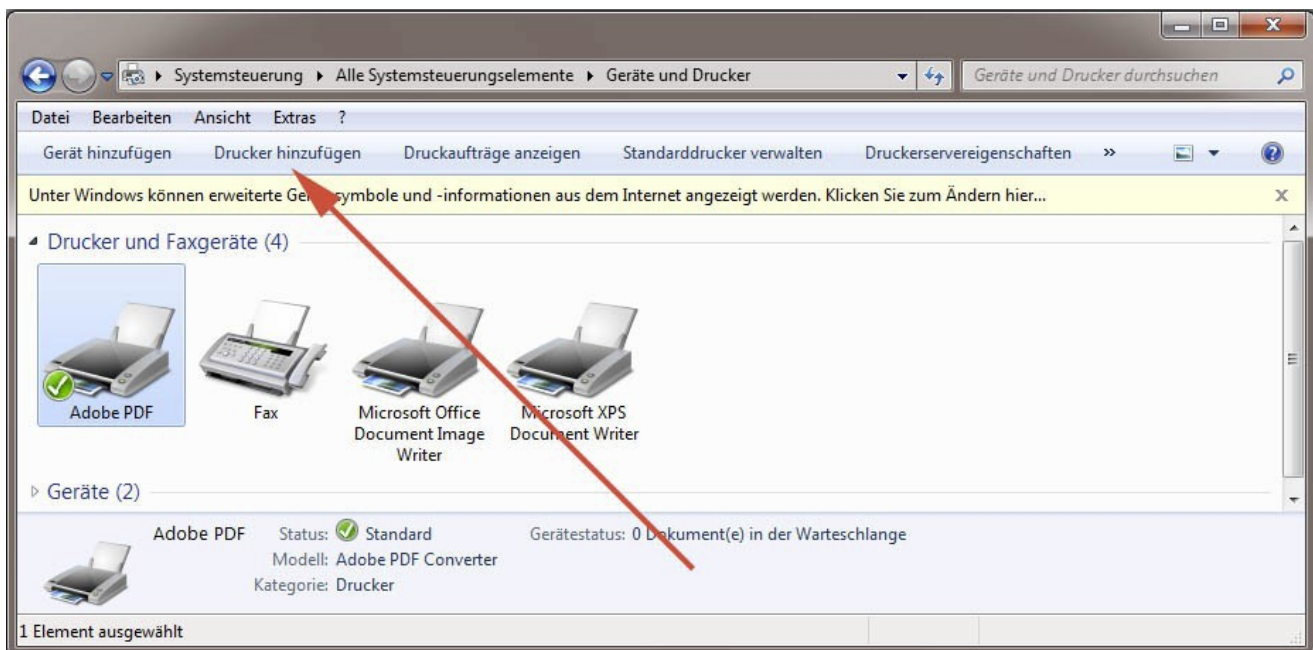 Systemsteuerung Alle Systemsteuerungselemente Geräte und Drucker Geräte und Drucker durchsuchen
Datei Bearbeiten Ansicht Extras ?
Gerät hinzufügen Drucker hinzufügen Druckaufträge anzeigen Standarddrucker verwalten Druckerservereigenschaften »
Unter Windows können erweiterte und -informationen aus dem Internet angezeigt werden. Klicken Sie zum Ändern hier...
Drucker und Faxgeräte (4)
Adobe PDF
Fax
Microsoft Office
Document Image
Writer
Microsoft XPS
Document Writer
Geräte (2)
Adobe PDF Status: Standard Gerätestatus: 0 Dokument(e) in der Warteschlange
Modell: Adobe PDF Converter
Kategorie: Drucker
1 Element ausgewählt